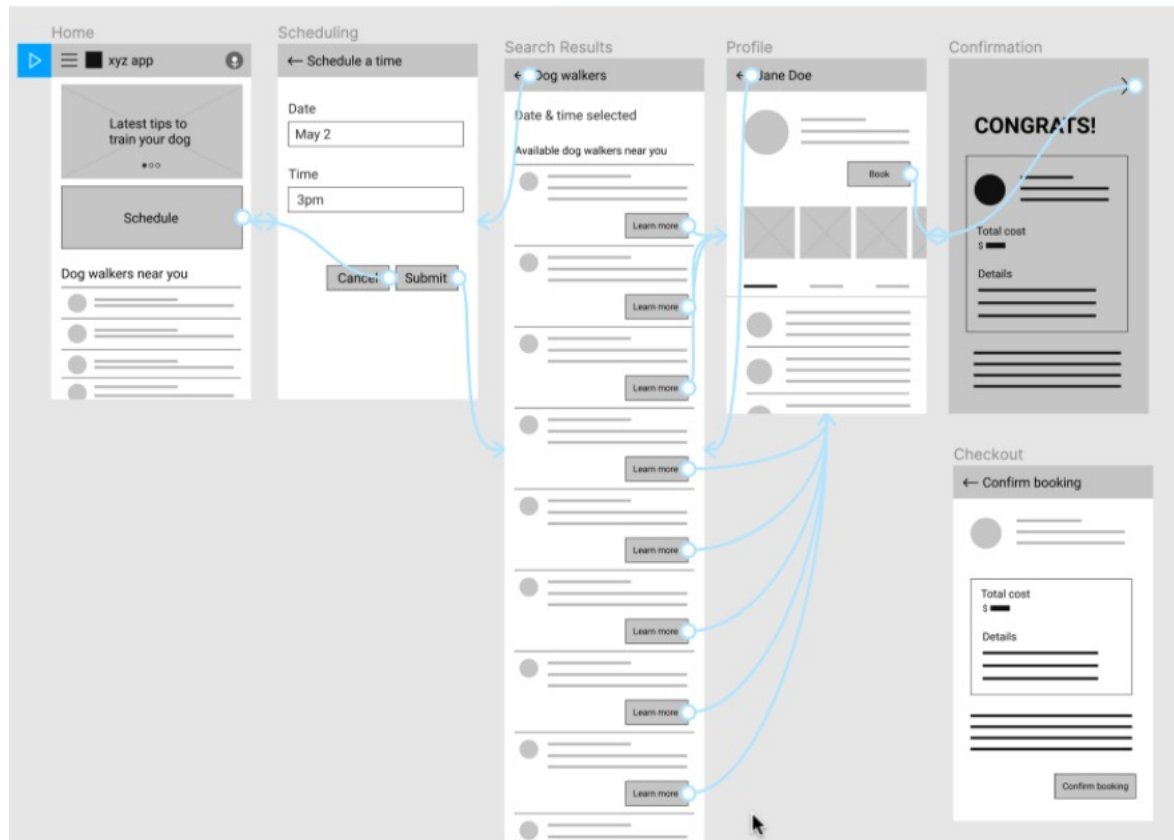 Home
xyz app
Latest tips to
train your dog
Schedule
Dog walkers near you
Scheduling
← Schedule a time
Date
May 2
Time
3pm
Cancel Submit
Search Results
Dog walkers
Date & time selected
Available dog walkers near you
Learn more
Learn more
Learn more
Learn more
Learn more
Learn more
Learn more
Learn more
Profile
Jane Doe
Book
Confirmation
CONGRATS!
Total cost
$
Details
Checkout
← Confirm booking
Total cost
$
Details
Confirm booking